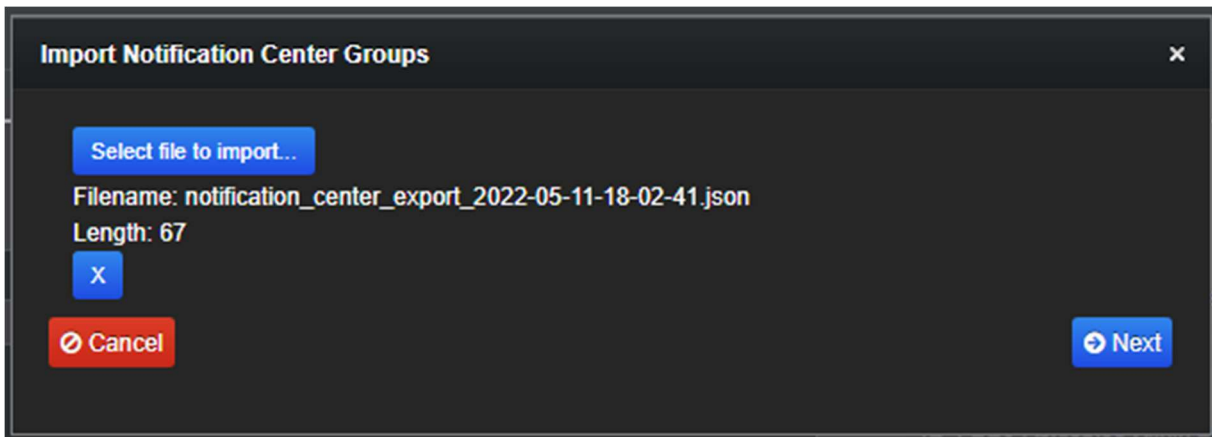 Import Notification Center Groups ×
Select file to import...
Filename: notification_center_export_2022-05-11-18-02-41.json
Length: 67
X
Cancel Next